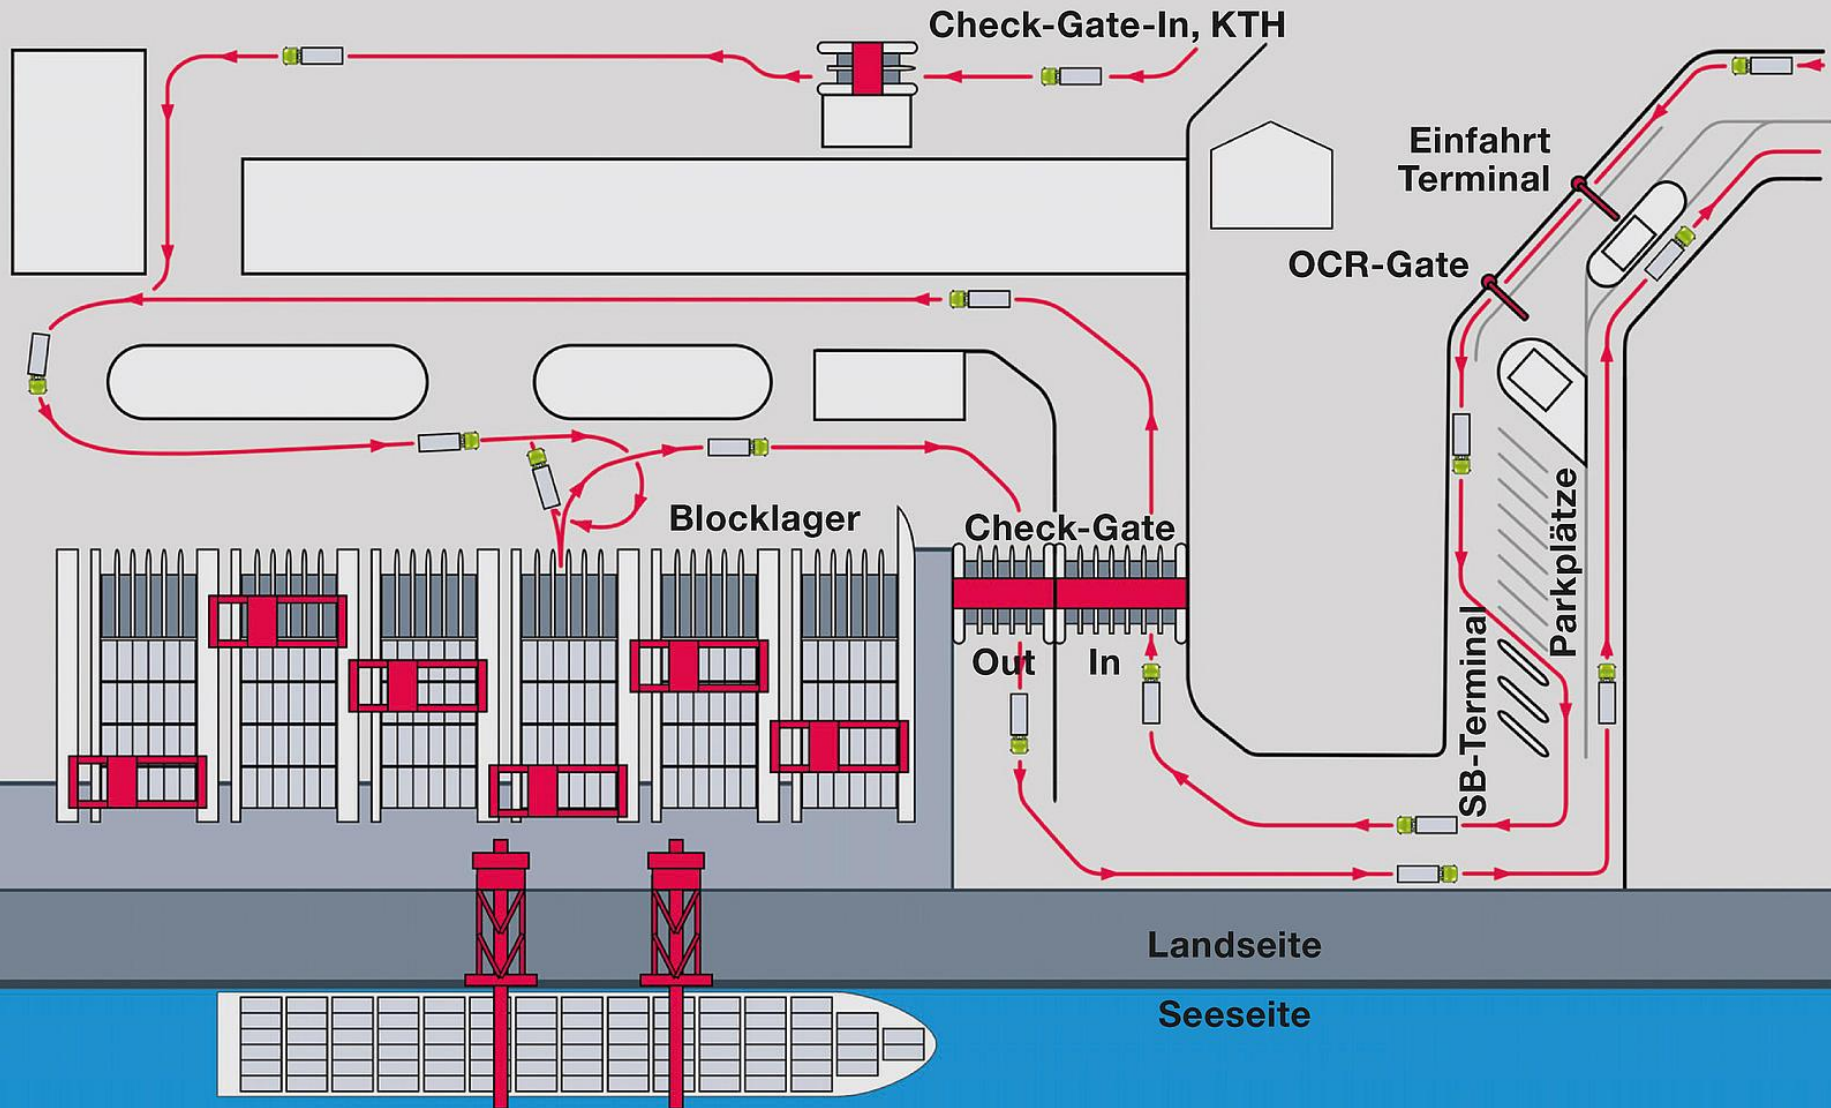 Check-Gate-In, KTH
Einfahrt
Terminal
OCR-Gate
Blocklager
Check-Gate
Out
In
SB-Terminal
Parkplätze
Landseite
Seeseite